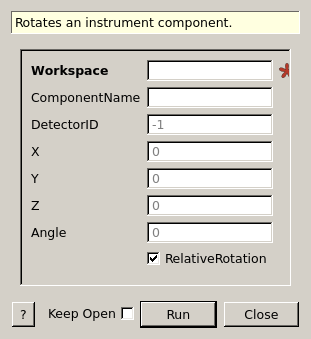 Rotates an instrument component.
Workspace
ComponentName
DetectorID -1
X 0
Y 0
Z 0
Angle 0
RelativeRotation
? Keep Open Run Close